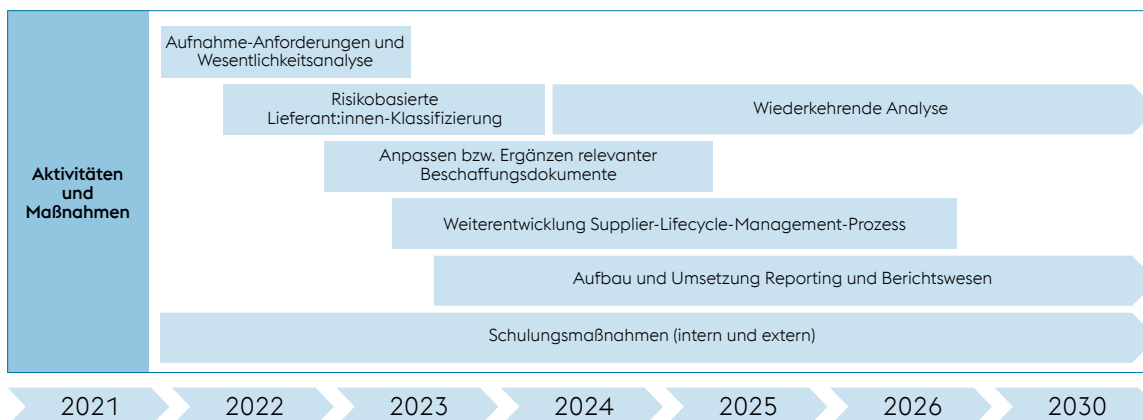 Aktivitäten
und
Maßnahmen
Aufnahme-Anforderungen und
Wesentlichkeitsanalyse
Risikobasierte
Lieferant:innen-Klassifizierung
Wiederkehrende Analyse
Anpassen bzw. Ergänzen relevanter
Beschaffungsdokumente
Weiterentwicklung Supplier-Lifecycle-Management-Prozess
Aufbau und Umsetzung Reporting und Berichtswesen
Schulungsmaßnahmen (intern und extern)
2021 2022 2023 2024 2025 2026 2030